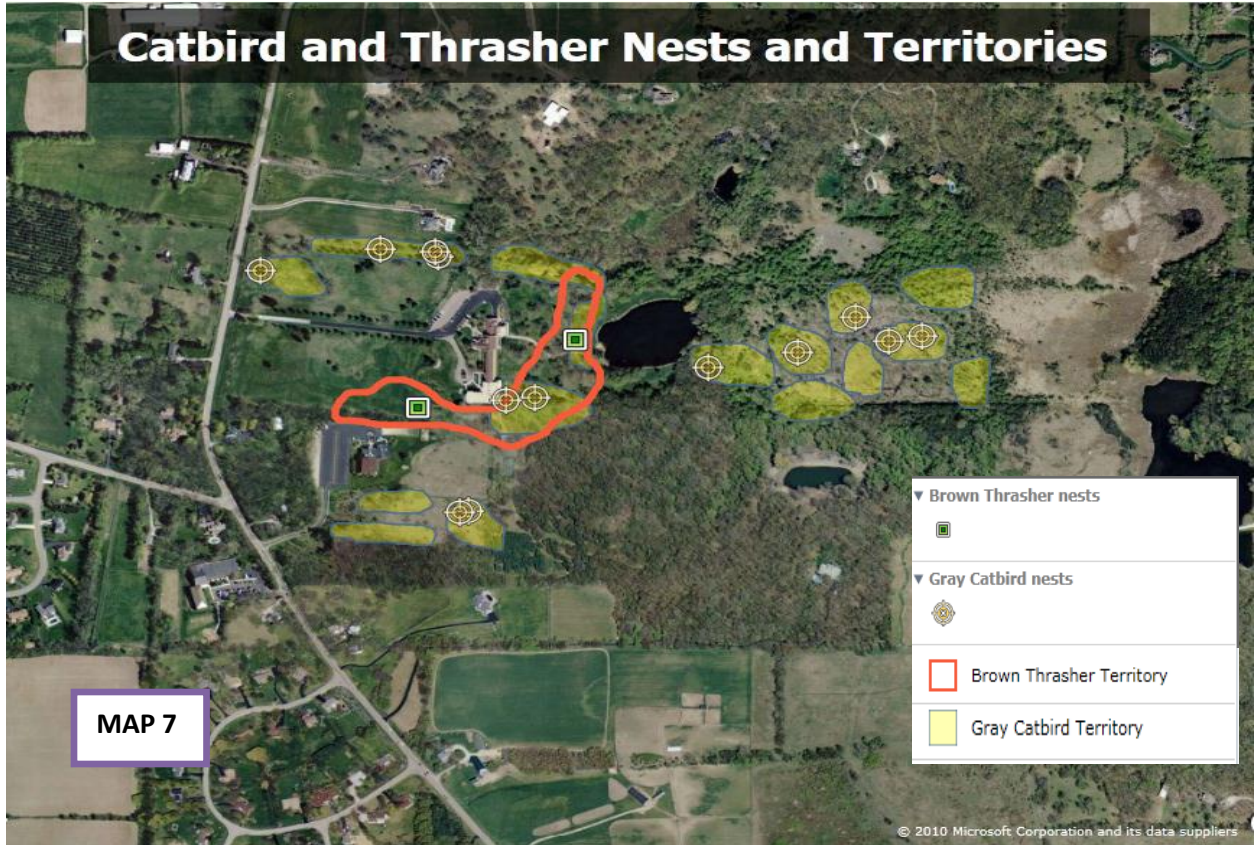 Catbird and Thrasher Nests and Territories
Brown Thrasher nests
Gray Catbird nests
Brown Thrasher Territory
Gray Catbird Territory
MAP 7
© 2010 Microsoft Corporation and its data suppliers